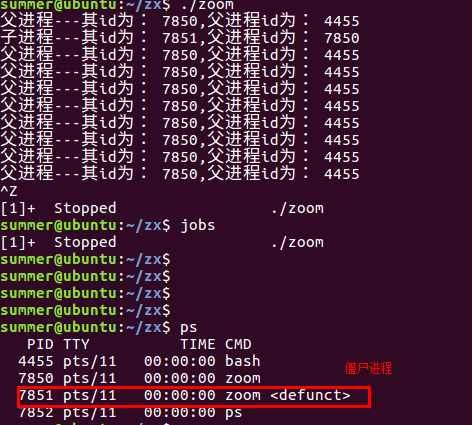 summer@ubuntu:~/zx$ ./zoom
父进程---其id为： 7850,父进程id为： 4455
子进程---其id为： 7851,父进程id为： 7850
父进程---其id为： 7850,父进程id为： 4455
父进程---其id为： 7850,父进程id为： 4455
父进程---其id为： 7850,父进程id为： 4455
父进程---其id为： 7850,父进程id为： 4455
父进程---其id为： 7850,父进程id为： 4455
父进程---其id为： 7850,父进程id为： 4455
父进程---其id为： 7850,父进程id为： 4455
父进程---其id为： 7850,父进程id为： 4455
^Z
[1]+  Stopped                 ./zoom
summer@ubuntu:~/zx$ jobs
[1]+  Stopped                 ./zoom
summer@ubuntu:~/zx$
summer@ubuntu:~/zx$
summer@ubuntu:~/zx$
summer@ubuntu:~/zx$
summer@ubuntu:~/zx$ ps
   PID TTY          TIME CMD
  4455 pts/11   00:00:00 bash
僵尸进程
  7850 pts/11   00:00:00 zoom
  7851 pts/11   00:00:00 zoom <defunct>
  7852 pts/11   00:00:00 ps